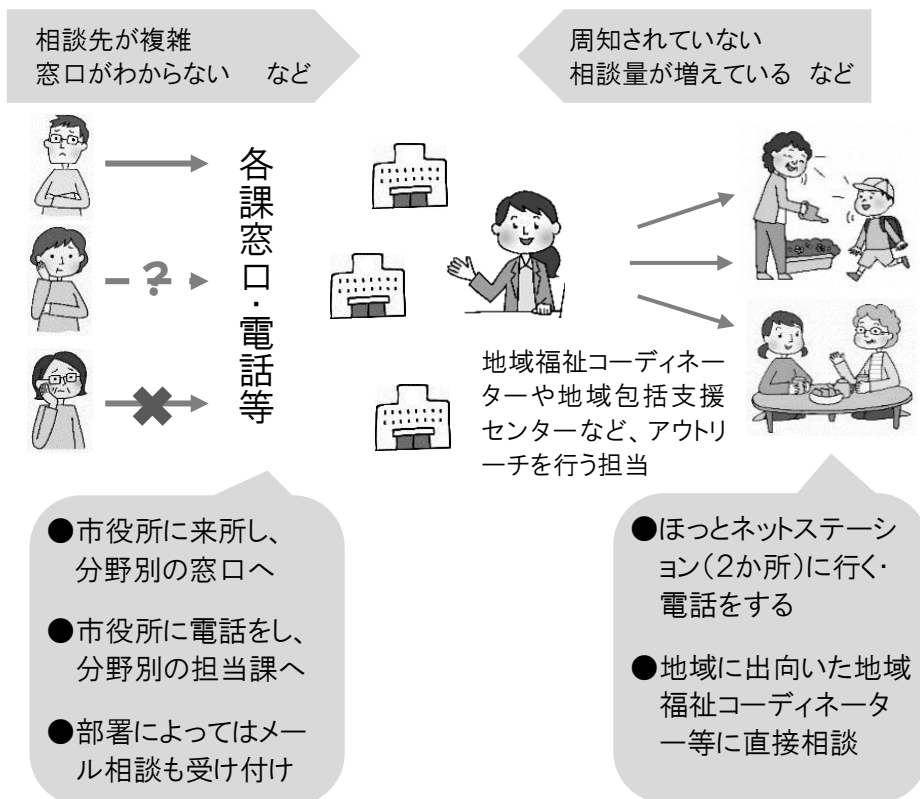 相談先が複雑
窓口がわからない　など
周知されていない
相談量が増えている　など
?
各課窓口・電話等
地域福祉コーディネー
ターや地域包括支援
センターなど、アウトリ
ーチを行う担当
●市役所に来所し、
分野別の窓口へ
●市役所に電話をし、
分野別の担当課へ
●部署によってはメー
ル相談も受け付け
●ほっとネットステーシ
ョン(2か所)に行く・
電話をする
●地域に出向いた地域
福祉コーディネータ
ー等に直接相談